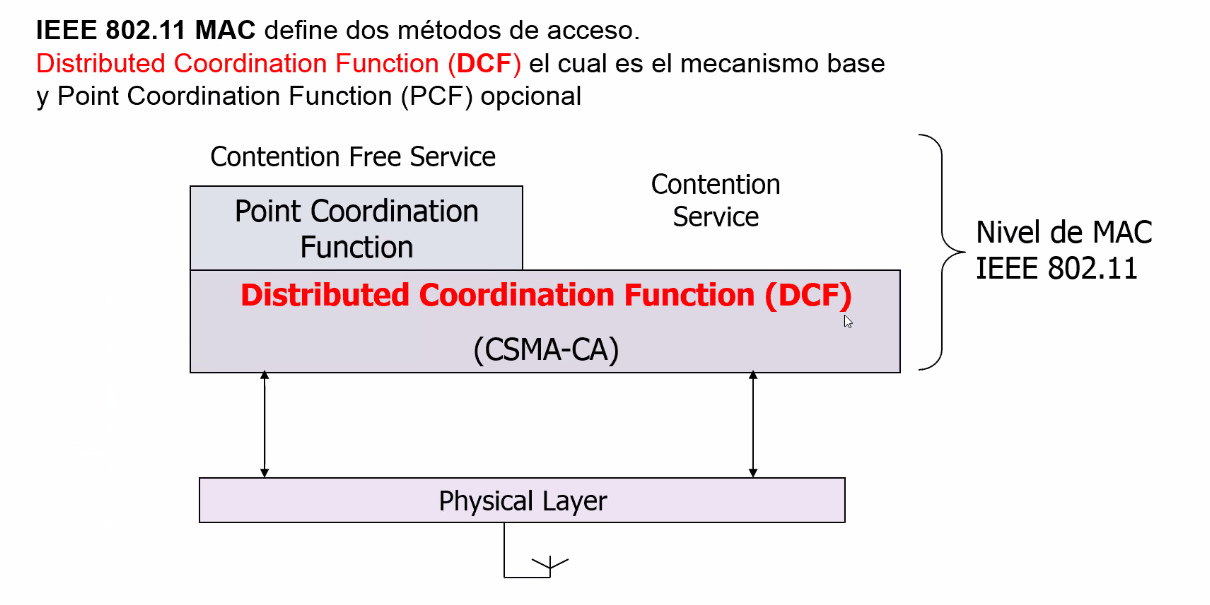 IEEE 802.11 MAC define dos métodos de acceso.
Distributed Coordination Function (DCF) el cual es el mecanismo base
y Point Coordination Function (PCF) opcional
Contention Free Service
Contention
Service
Point Coordination
Function
Distributed Coordination Function (DCF)
(CSMA-CA)
Nivel de MAC
IEEE 802.11
Physical Layer